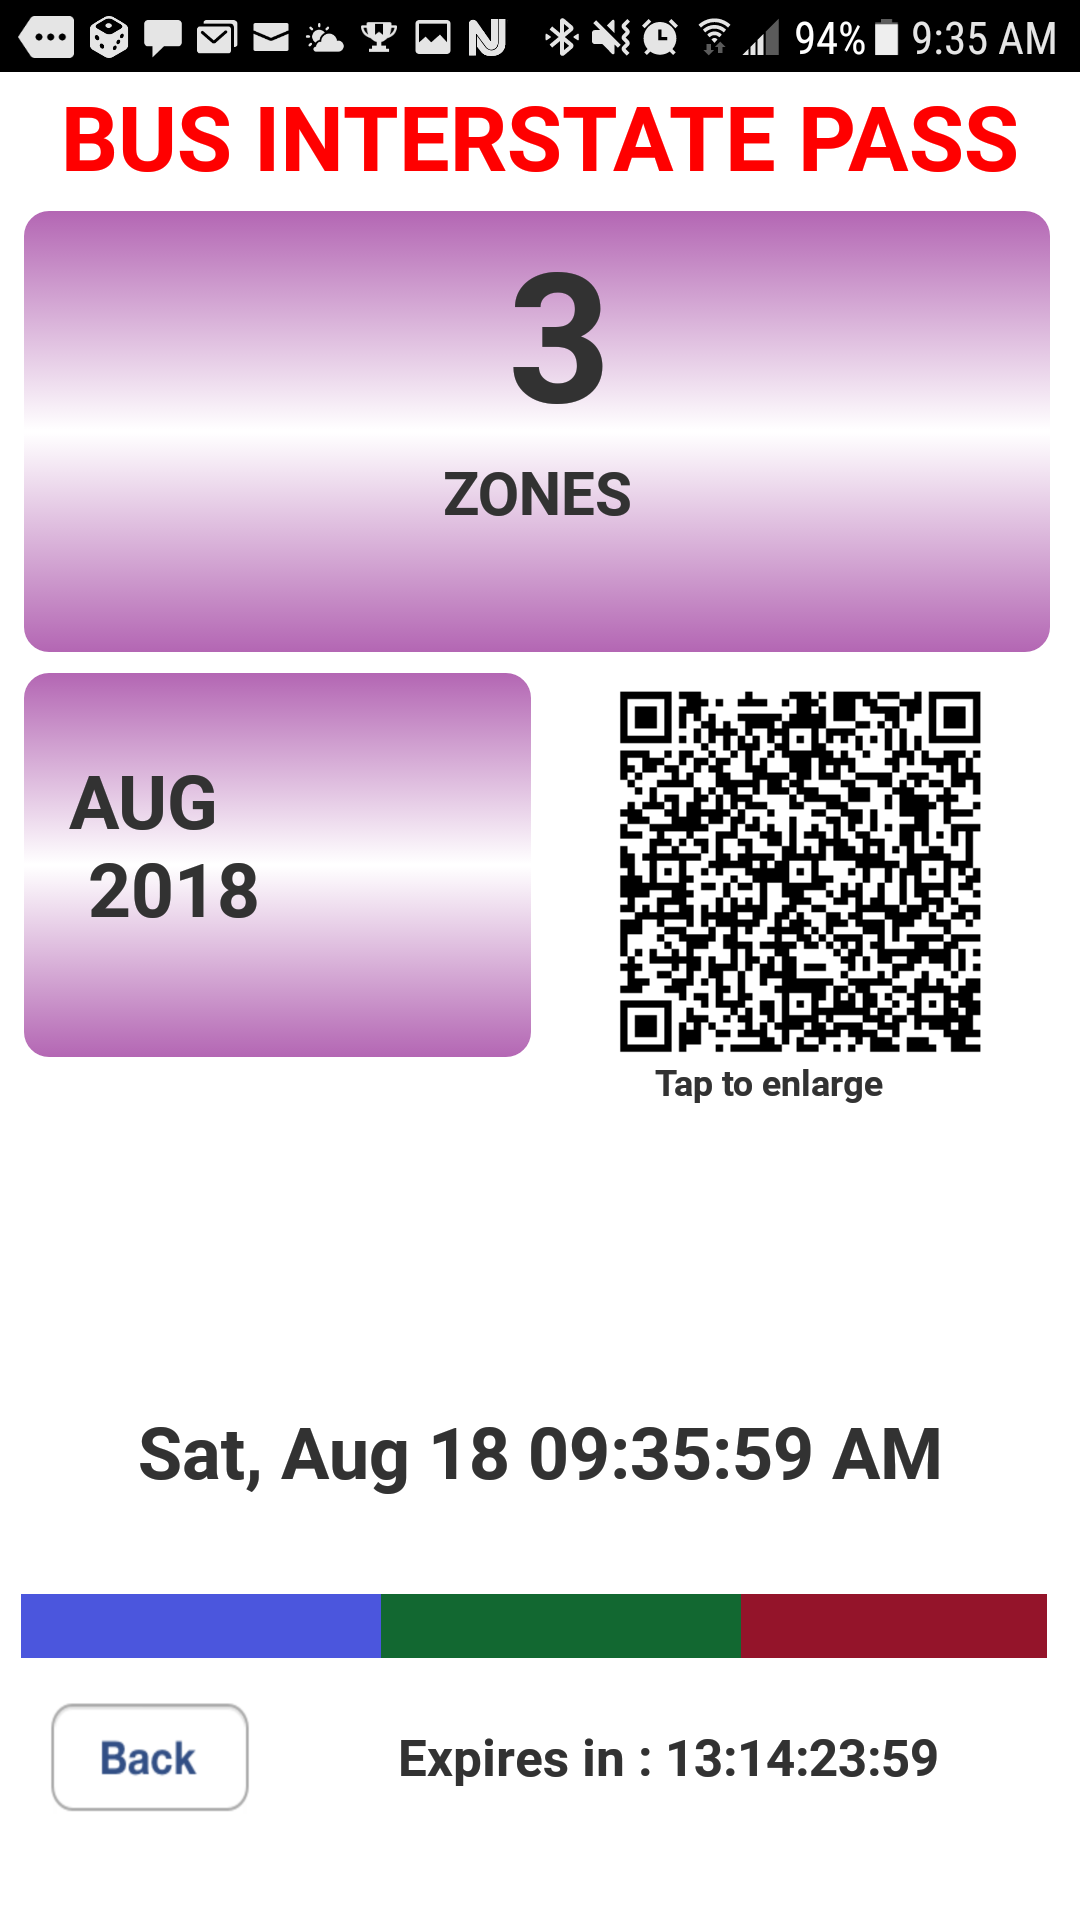 94% 9:35 AM
BUS INTERSTATE PASS
3
ZONES
AUG
2018
Tap to enlarge
Sat, Aug 18 09:35:59 AM
Back
Expires in : 13:14:23:59